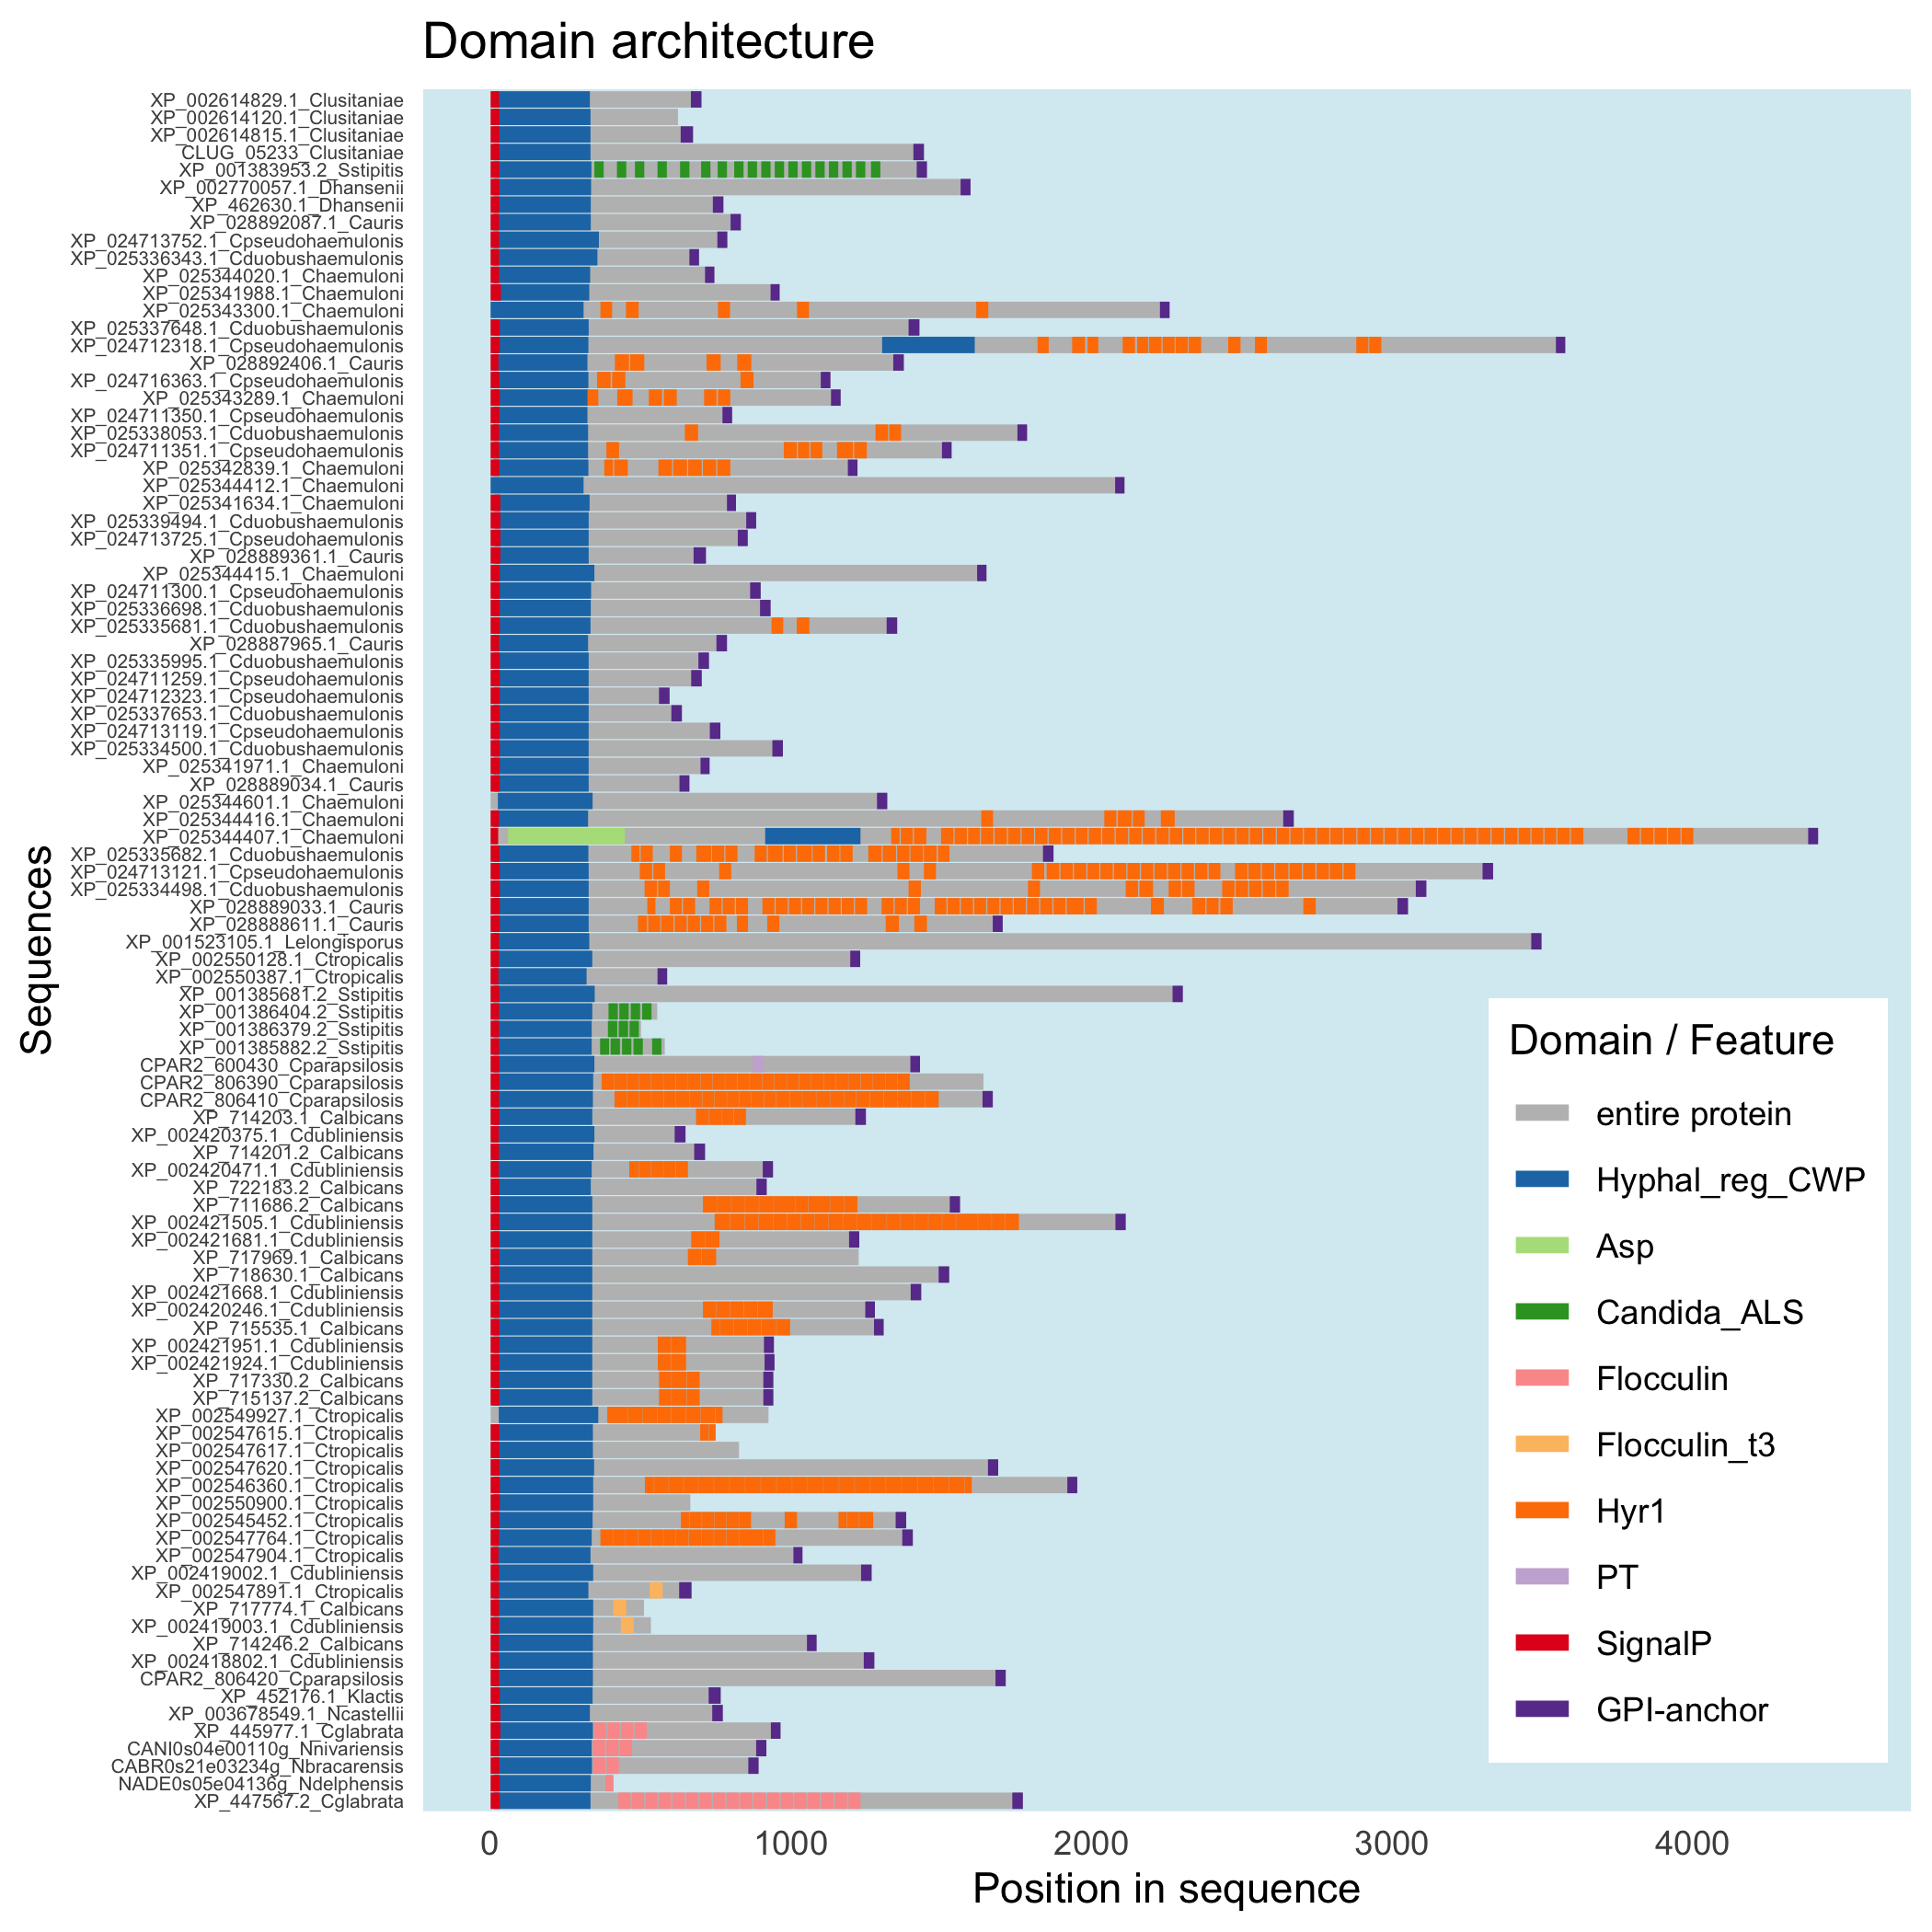 Domain architecture
XP_002614829.1_Clusitaniae
XP_002614120.1_Clusitaniae
XP_002614815.1_Clusitaniae
CLUG_05233_Clusitaniae
XP_001383953.2_Sstipitis
XP_002770057.1_Dhansenii
XP_462630.1_Dhansenii
XP_028892087.1_Cauris
XP_024713752.1_Cpseudohaemulonis
XP_025336343.1_Cduobushaemulonis
XP_025344020.1_Chaemuloni
XP_025341988.1_Chaemuloni
XP_025343300.1_Chaemuloni
XP_025337648.1_Cduobushaemulonis
XP_024712318.1_Cpseudohaemulonis
XP_028892406.1_Cauris
XP_024716363.1_Cpseudohaemulonis
XP_025343289.1_Chaemuloni
XP_024711350.1_Cpseudohaemulonis
XP_025338053.1_Cduobushaemulonis
XP_024711351.1_Cpseudohaemulonis
XP_025342839.1_Chaemuloni
XP_025344412.1_Chaemuloni
XP_025341634.1_Chaemuloni
XP_025339494.1_Cduobushaemulonis
XP_024713725.1_Cpseudohaemulonis
XP_028889361.1_Cauris
XP_025344415.1_Chaemuloni
XP_024711300.1_Cpseudohaemulonis
XP_025336698.1_Cduobushaemulonis
XP_025335681.1_Cduobushaemulonis
XP_028887965.1_Cauris
XP_025335995.1_Cduobushaemulonis
XP_024711259.1_Cpseudohaemulonis
XP_024712323.1_Cpseudohaemulonis
XP_025337653.1_Cduobushaemulonis
XP_024713119.1_Cpseudohaemulonis
XP_025334500.1_Cduobushaemulonis
XP_025341971.1_Chaemuloni
XP_028889034.1_Cauris
XP_025344601.1_Chaemuloni
XP_025344416.1_Chaemuloni
XP_025344407.1_Chaemuloni
XP_025335682.1_Cduobushaemulonis
XP_024713121.1_Cpseudohaemulonis
XP_025334498.1_Cduobushaemulonis
XP_028889033.1_Cauris
XP_028888611.1_Cauris
XP_001523105.1_Lelongisporus
XP_002550128.1_Ctropicalis
XP_002550387.1_Ctropicalis
XP_001385681.2_Sstipitis
XP_001386404.2_Sstipitis
XP_001386379.2_Sstipitis
XP_001385882.2_Sstipitis
CPAR2_600430_Cparapsilosis
CPAR2_806390_Cparapsilosis
CPAR2_806410_Cparapsilosis
XP_714203.1_Calbicans
XP_002420375.1_Cdubliniensis
XP_714201.2_Calbicans
XP_002420471.1_Cdubliniensis
XP_722183.2_Calbicans
XP_711686.2_Calbicans
XP_002421505.1_Cdubliniensis
XP_002421681.1_Cdubliniensis
XP_717969.1_Calbicans
XP_718630.1_Calbicans
XP_002421668.1_Cdubliniensis
XP_002420246.1_Cdubliniensis
XP_715535.1_Calbicans
XP_002421951.1_Cdubliniensis
XP_002421924.1_Cdubliniensis
XP_717330.2_Calbicans
XP_715137.2_Calbicans
XP_002549927.1_Ctropicalis
XP_002547615.1_Ctropicalis
XP_002547617.1_Ctropicalis
XP_002547620.1_Ctropicalis
XP_002546360.1_Ctropicalis
XP_002550900.1_Ctropicalis
XP_002545452.1_Ctropicalis
XP_002547764.1_Ctropicalis
XP_002547904.1_Ctropicalis
XP_002419002.1_Cdubliniensis
XP_002547891.1_Ctropicalis
XP_717774.1_Calbicans
XP_002419003.1_Cdubliniensis
XP_714246.2_Calbicans
XP_002418802.1_Cdubliniensis
CPAR2_806420_Cparapsilosis
XP_452176.1_Klactis
XP_003678549.1_Ncastellii
XP_445977.1_Cglabrata
CANI0s04e00110g_Nnivariensis
CABR0s21e03234g_Nbracarensis
NADE0s05e04136g_Ndelphensis
XP_447567.2_Cglabrata
Sequences
0 1000 2000 3000 4000
Position in sequence
Domain / Feature
entire protein
Hyphal_reg_CWP
Asp
Candida_ALS
Flocculin
Flocculin_t3
Hyr1
PT
SignalP
GPI-anchor